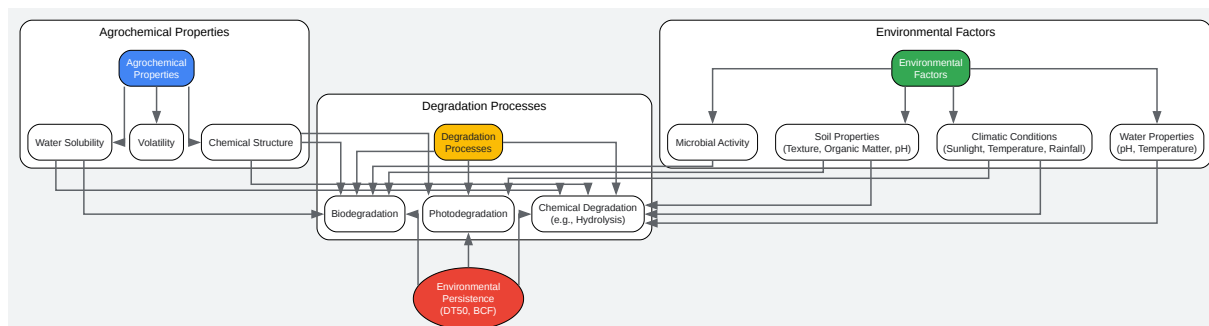 Agrochemical Properties
Agrochemical
Properties
Water Solubility
Volatility
Chemical Structure
Degradation Processes
Degradation
Processes
Biodegradation
Photodegradation
Chemical Degradation
(e.g., Hydrolysis)
Environmental Factors
Environmental
Factors
Microbial Activity
Soil Properties
(Texture, Organic Matter, pH)
Climatic Conditions
(Sunlight, Temperature, Rainfall)
Water Properties
(pH, Temperature)
Environmental
Persistence
(DT50, BCF)